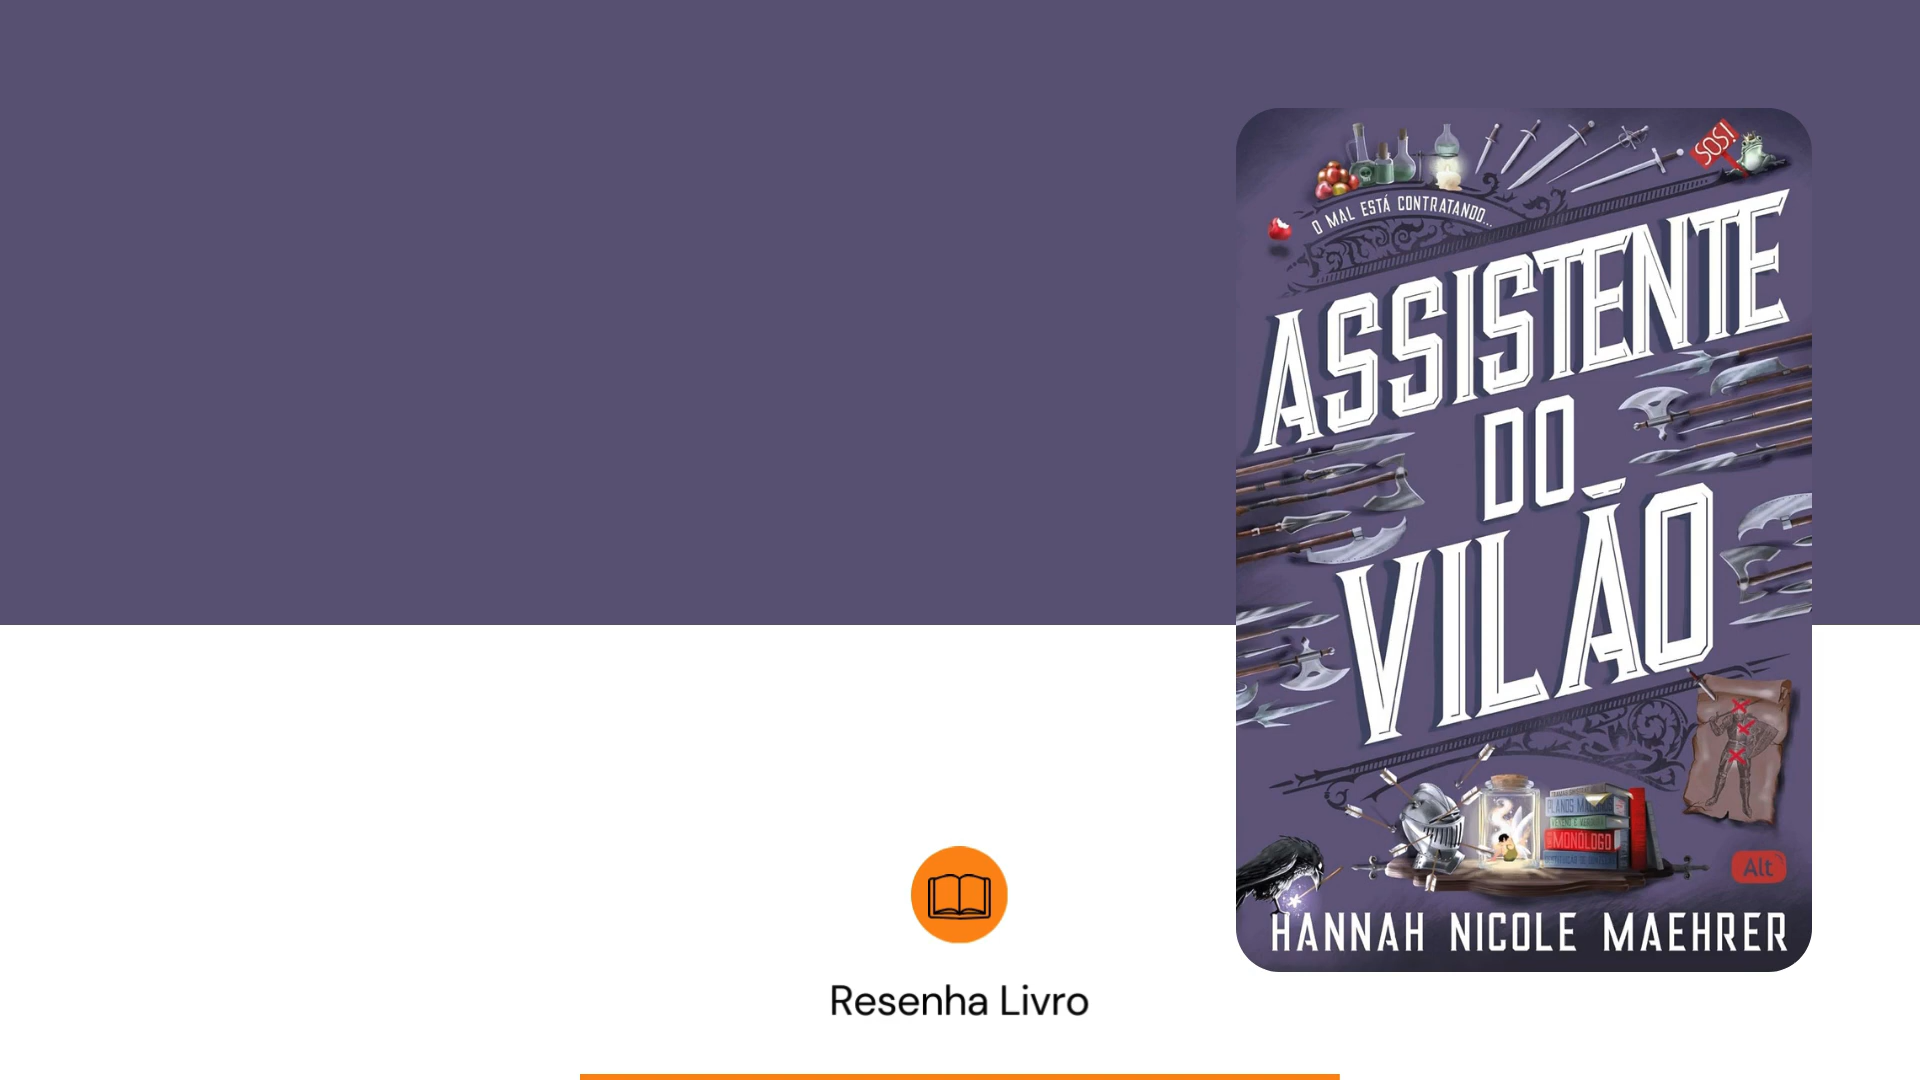 SOS!
O MAL ESTÁ CONTRATANDO...
ASSISTENTE
DO
VILÃO
MONÓLOGO
Alt
HANNAH NICOLE MAEHRER
Resenha Livro